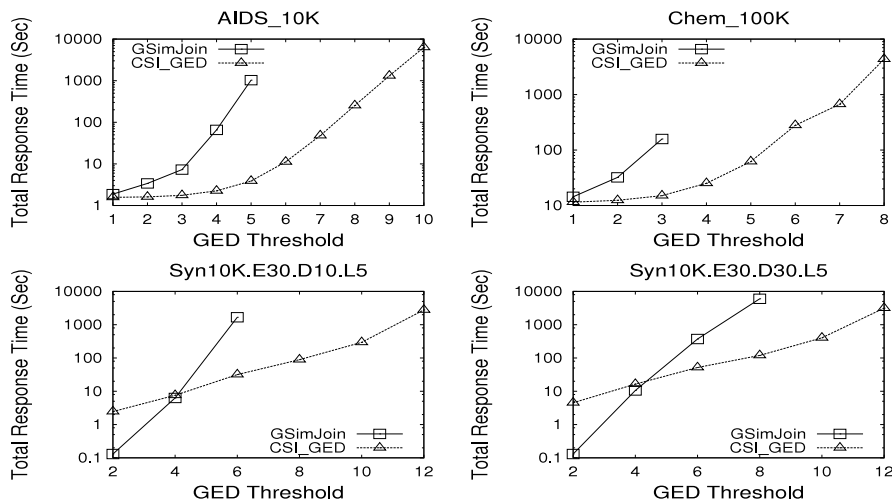 AIDS_10K
Total Response Time (Sec)
10000
1000
100
10
1
GSimJoin
CSI_GED
1 2 3 4 5 6 7 8 9 10
GED Threshold
Chem_100K
Total Response Time (Sec)
10000
1000
100
10
GSimJoin
CSI_GED
1 2 3 4 5 6 7 8
GED Threshold
Syn10K.E30.D10.L5
Total Response Time (Sec)
10000
1000
100
10
1
0.1
GSimJoin
CSI_GED
2 4 6 8 10 12
GED Threshold
Syn10K.E30.D30.L5
Total Response Time (Sec)
10000
1000
100
10
1
0.1
GSimJoin
CSI_GED
2 4 6 8 10 12
GED Threshold